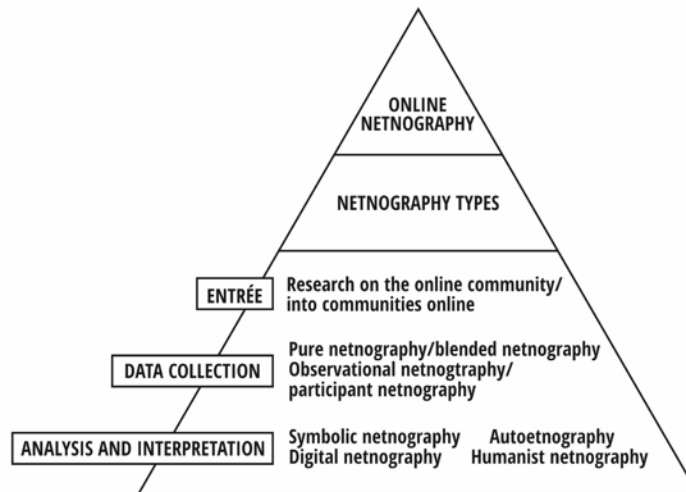 ONLINE
NETNOGRAPHY
NETNOGRAPHY TYPES
ENTRÉE
Research on the online community/
into communities online
DATA COLLECTION
Pure netnography/blended netnography
Observational netnogtraphy/
participant netnography
ANALYSIS AND INTERPRETATION
Symbolic netnography Autoetnography
Digital netnography Humanist netnography